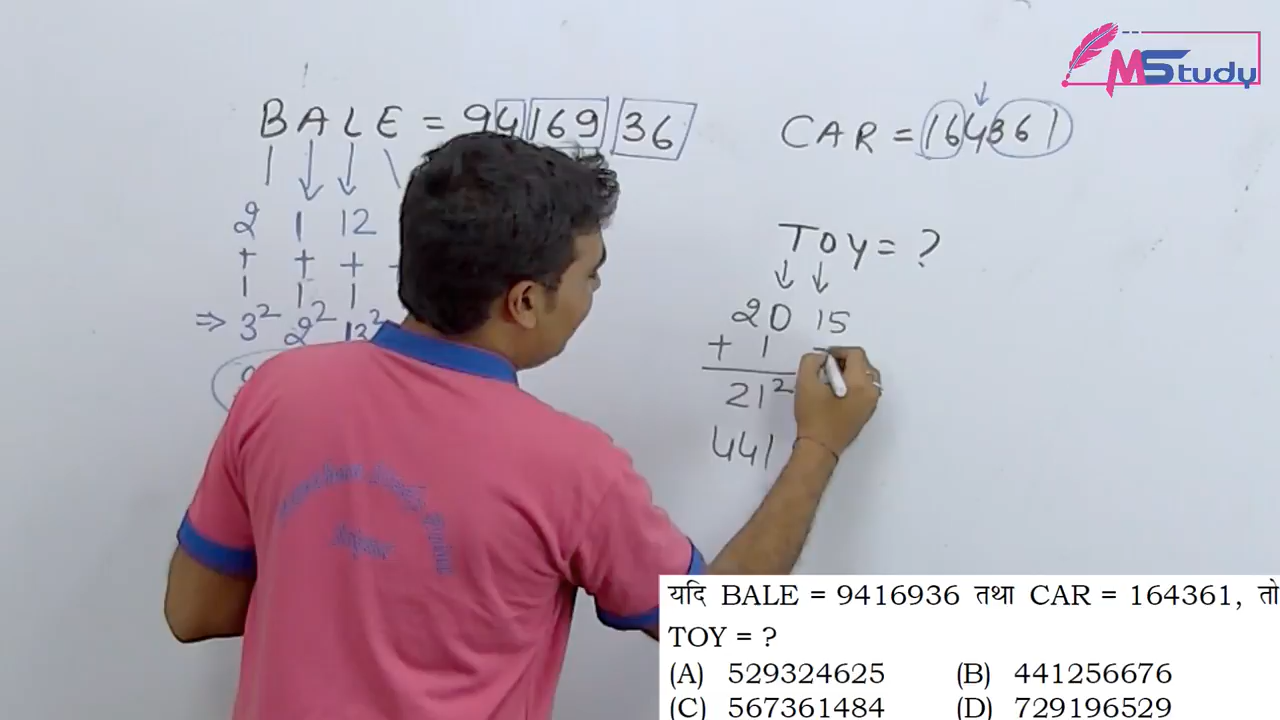 MStudy
BALE = 9416936
CAR = 164361
TOY = ?
2 1 12
20 15
+ + +
+ 1
1 1 1
⇒ 3² 2² 13²
21²
441
यदि BALE = 9416936 तथा CAR = 164361, तो
TOY = ?
(A) 529324625 (B) 441256676
(C) 567361484 (D) 729196529